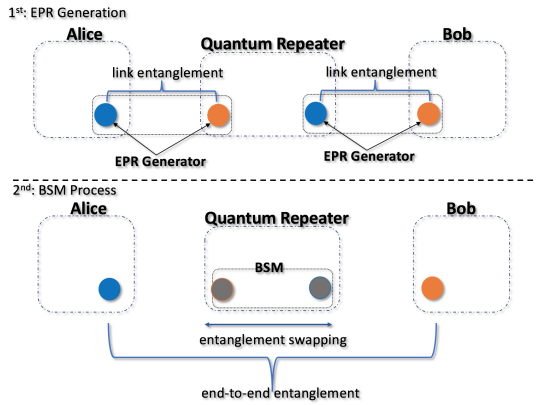 1st: EPR Generation
Alice
Quantum Repeater
Bob
link entanglement
link entanglement
EPR Generator
EPR Generator
2nd: BSM Process
Alice
Quantum Repeater
Bob
BSM
entanglement swapping
end-to-end entanglement